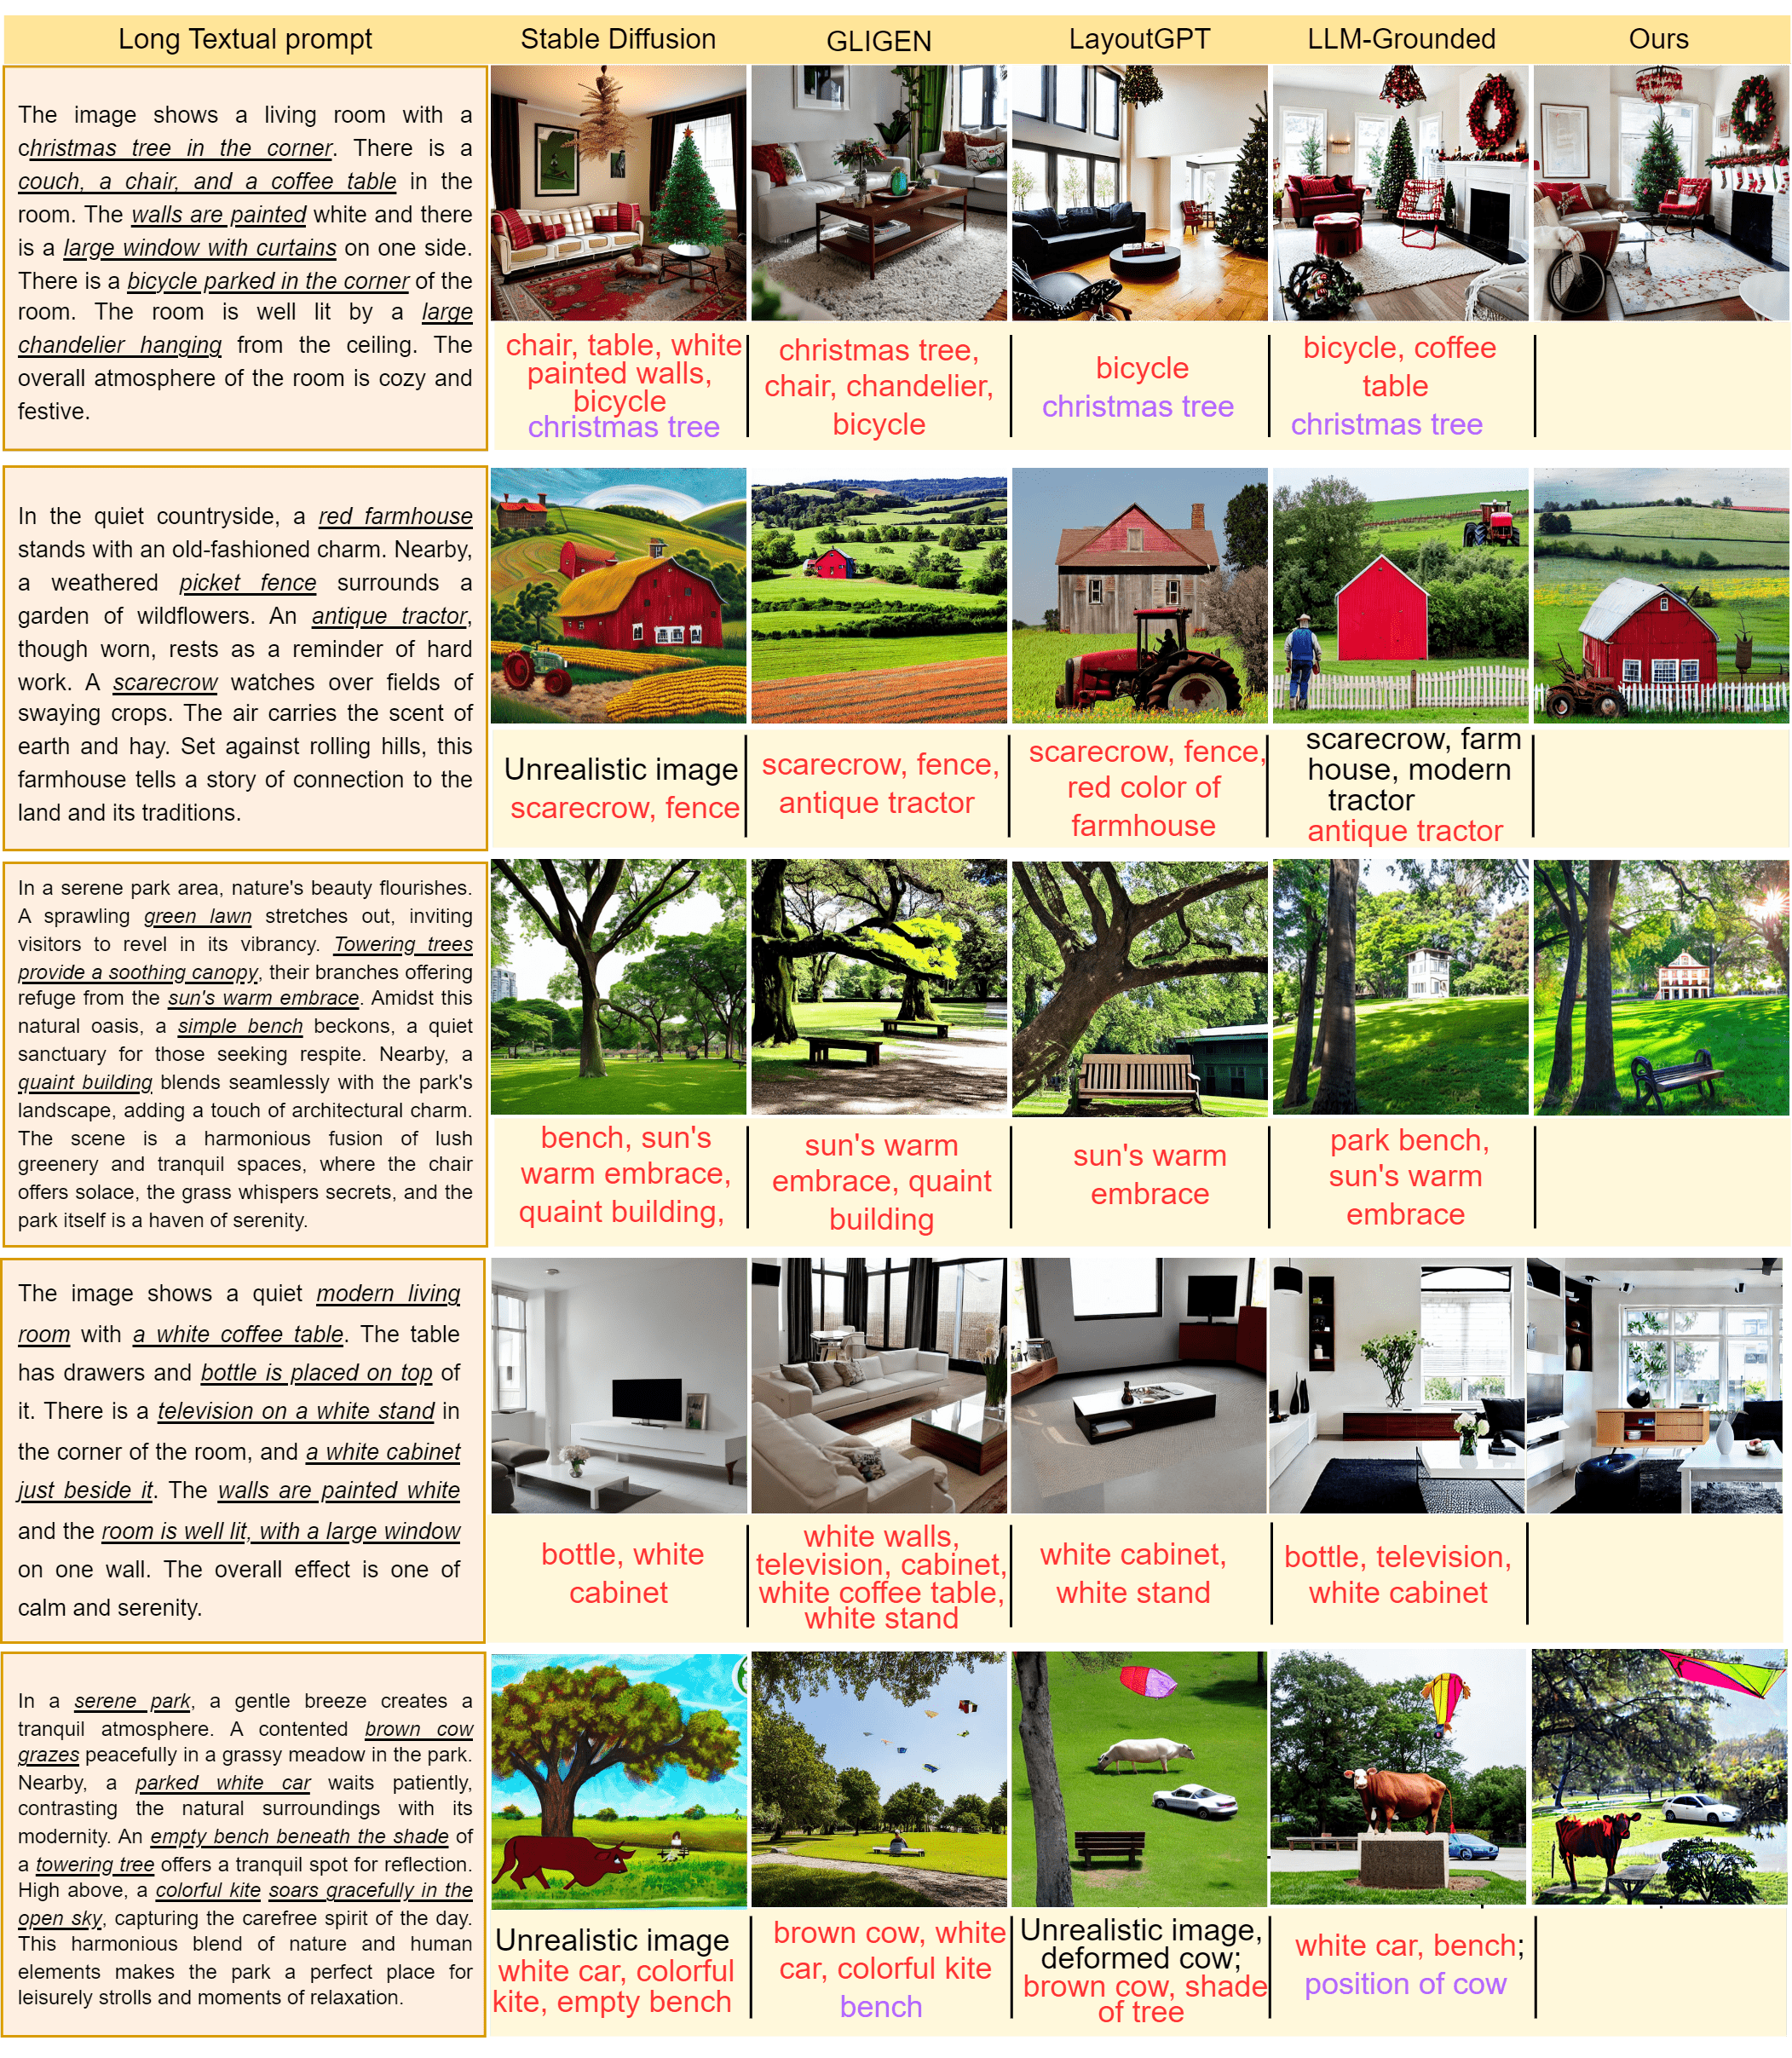 Long Textual prompt
Stable Diffusion
GLIGEN
LayoutGPT
LLM-Grounded
Ours
The image shows a living room with a
christmas tree in the corner. There is a
couch, a chair, and a coffee table in the
room. The walls are painted white and there
is a large window with curtains on one side.
There is a bicycle parked in the corner of the
room. The room is well lit by a large
chandelier hanging from the ceiling. The
overall atmosphere of the room is cozy and
festive.
chair, table, white
painted walls,
bicycle
christmas tree
christmas tree,
chair, chandelier,
bicycle
bicycle
christmas tree
bicycle, coffee
table
christmas tree
In the quiet countryside, a red farmhouse
stands with an old-fashioned charm. Nearby,
a weathered picket fence surrounds a
garden of wildflowers. An antique tractor,
though worn, rests as a reminder of hard
work. A scarecrow watches over fields of
swaying crops. The air carries the scent of
earth and hay. Set against rolling hills, this
farmhouse tells a story of connection to the
land and its traditions.
Unrealistic image
scarecrow, fence
scarecrow, fence,
antique tractor
scarecrow, fence,
red color of
farmhouse
scarecrow, farm
house, modern
tractor
antique tractor
In a serene park area, nature's beauty flourishes.
A sprawling green lawn stretches out, inviting
visitors to revel in its vibrancy. Towering trees
provide a soothing canopy, their branches offering
refuge from the sun's warm embrace. Amidst this
natural oasis, a simple bench beckons, a quiet
sanctuary for those seeking respite. Nearby, a
quaint building blends seamlessly with the park's
landscape, adding a touch of architectural charm.
The scene is a harmonious fusion of lush
greenery and tranquil spaces, where the chair
offers solace, the grass whispers secrets, and the
park itself is a haven of serenity.
bench, sun's
warm embrace,
quaint building,
sun's warm
embrace, quaint
building
sun's warm
embrace
park bench,
sun's warm
embrace
The image shows a quiet modern living
room with a white coffee table. The table
has drawers and bottle is placed on top of
it. There is a television on a white stand in
the corner of the room, and a white cabinet
just beside it. The walls are painted white
and the room is well lit, with a large window
on one wall. The overall effect is one of
calm and serenity.
bottle, white
cabinet
white walls,
television, cabinet,
white coffee table,
white stand
white cabinet,
white stand
bottle, television,
white cabinet
In a serene park, a gentle breeze creates a
tranquil atmosphere. A contented brown cow
grazes peacefully in a grassy meadow in the park.
Nearby, a parked white car waits patiently,
contrasting the natural surroundings with its
modernity. An empty bench beneath the shade of
a towering tree offers a tranquil spot for reflection.
High above, a colorful kite soars gracefully in the
open sky, capturing the carefree spirit of the day.
This harmonious blend of nature and human
elements makes the park a perfect place for
leisurely strolls and moments of relaxation.
Unrealistic image
white car, colorful
kite, empty bench
brown cow, white
car, colorful kite
bench
Unrealistic image,
deformed cow;
brown cow, shade
of tree
white car, bench;
position of cow